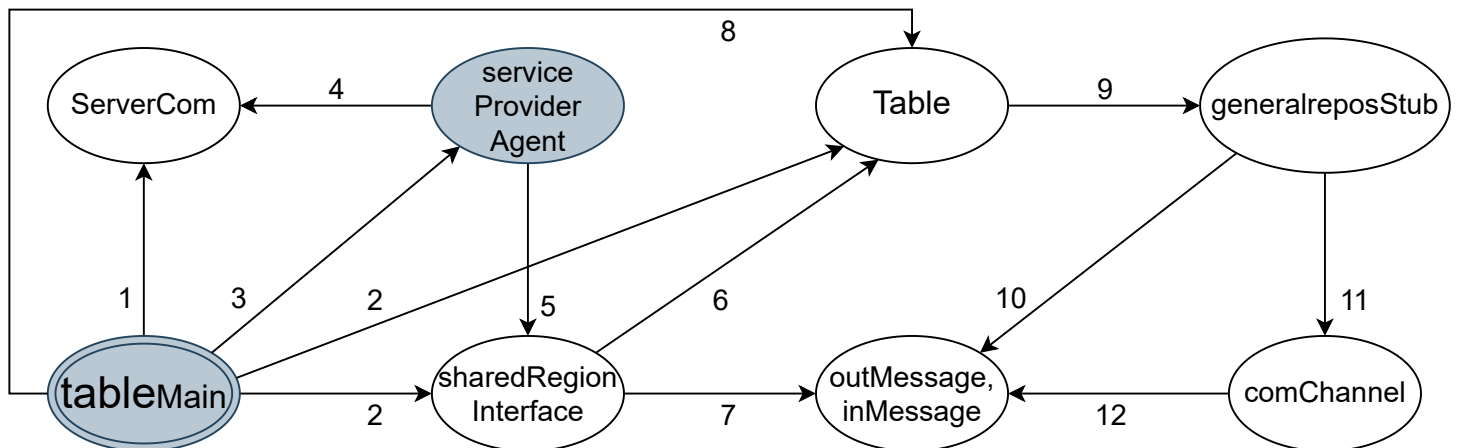 8
ServerCom
4
service
Provider
Agent
Table
9
generalreposStub
1
3
2
5
6
10
11
tableMain
2
sharedRegion
Interface
7
outMessage,
inMessage
12
comChannel